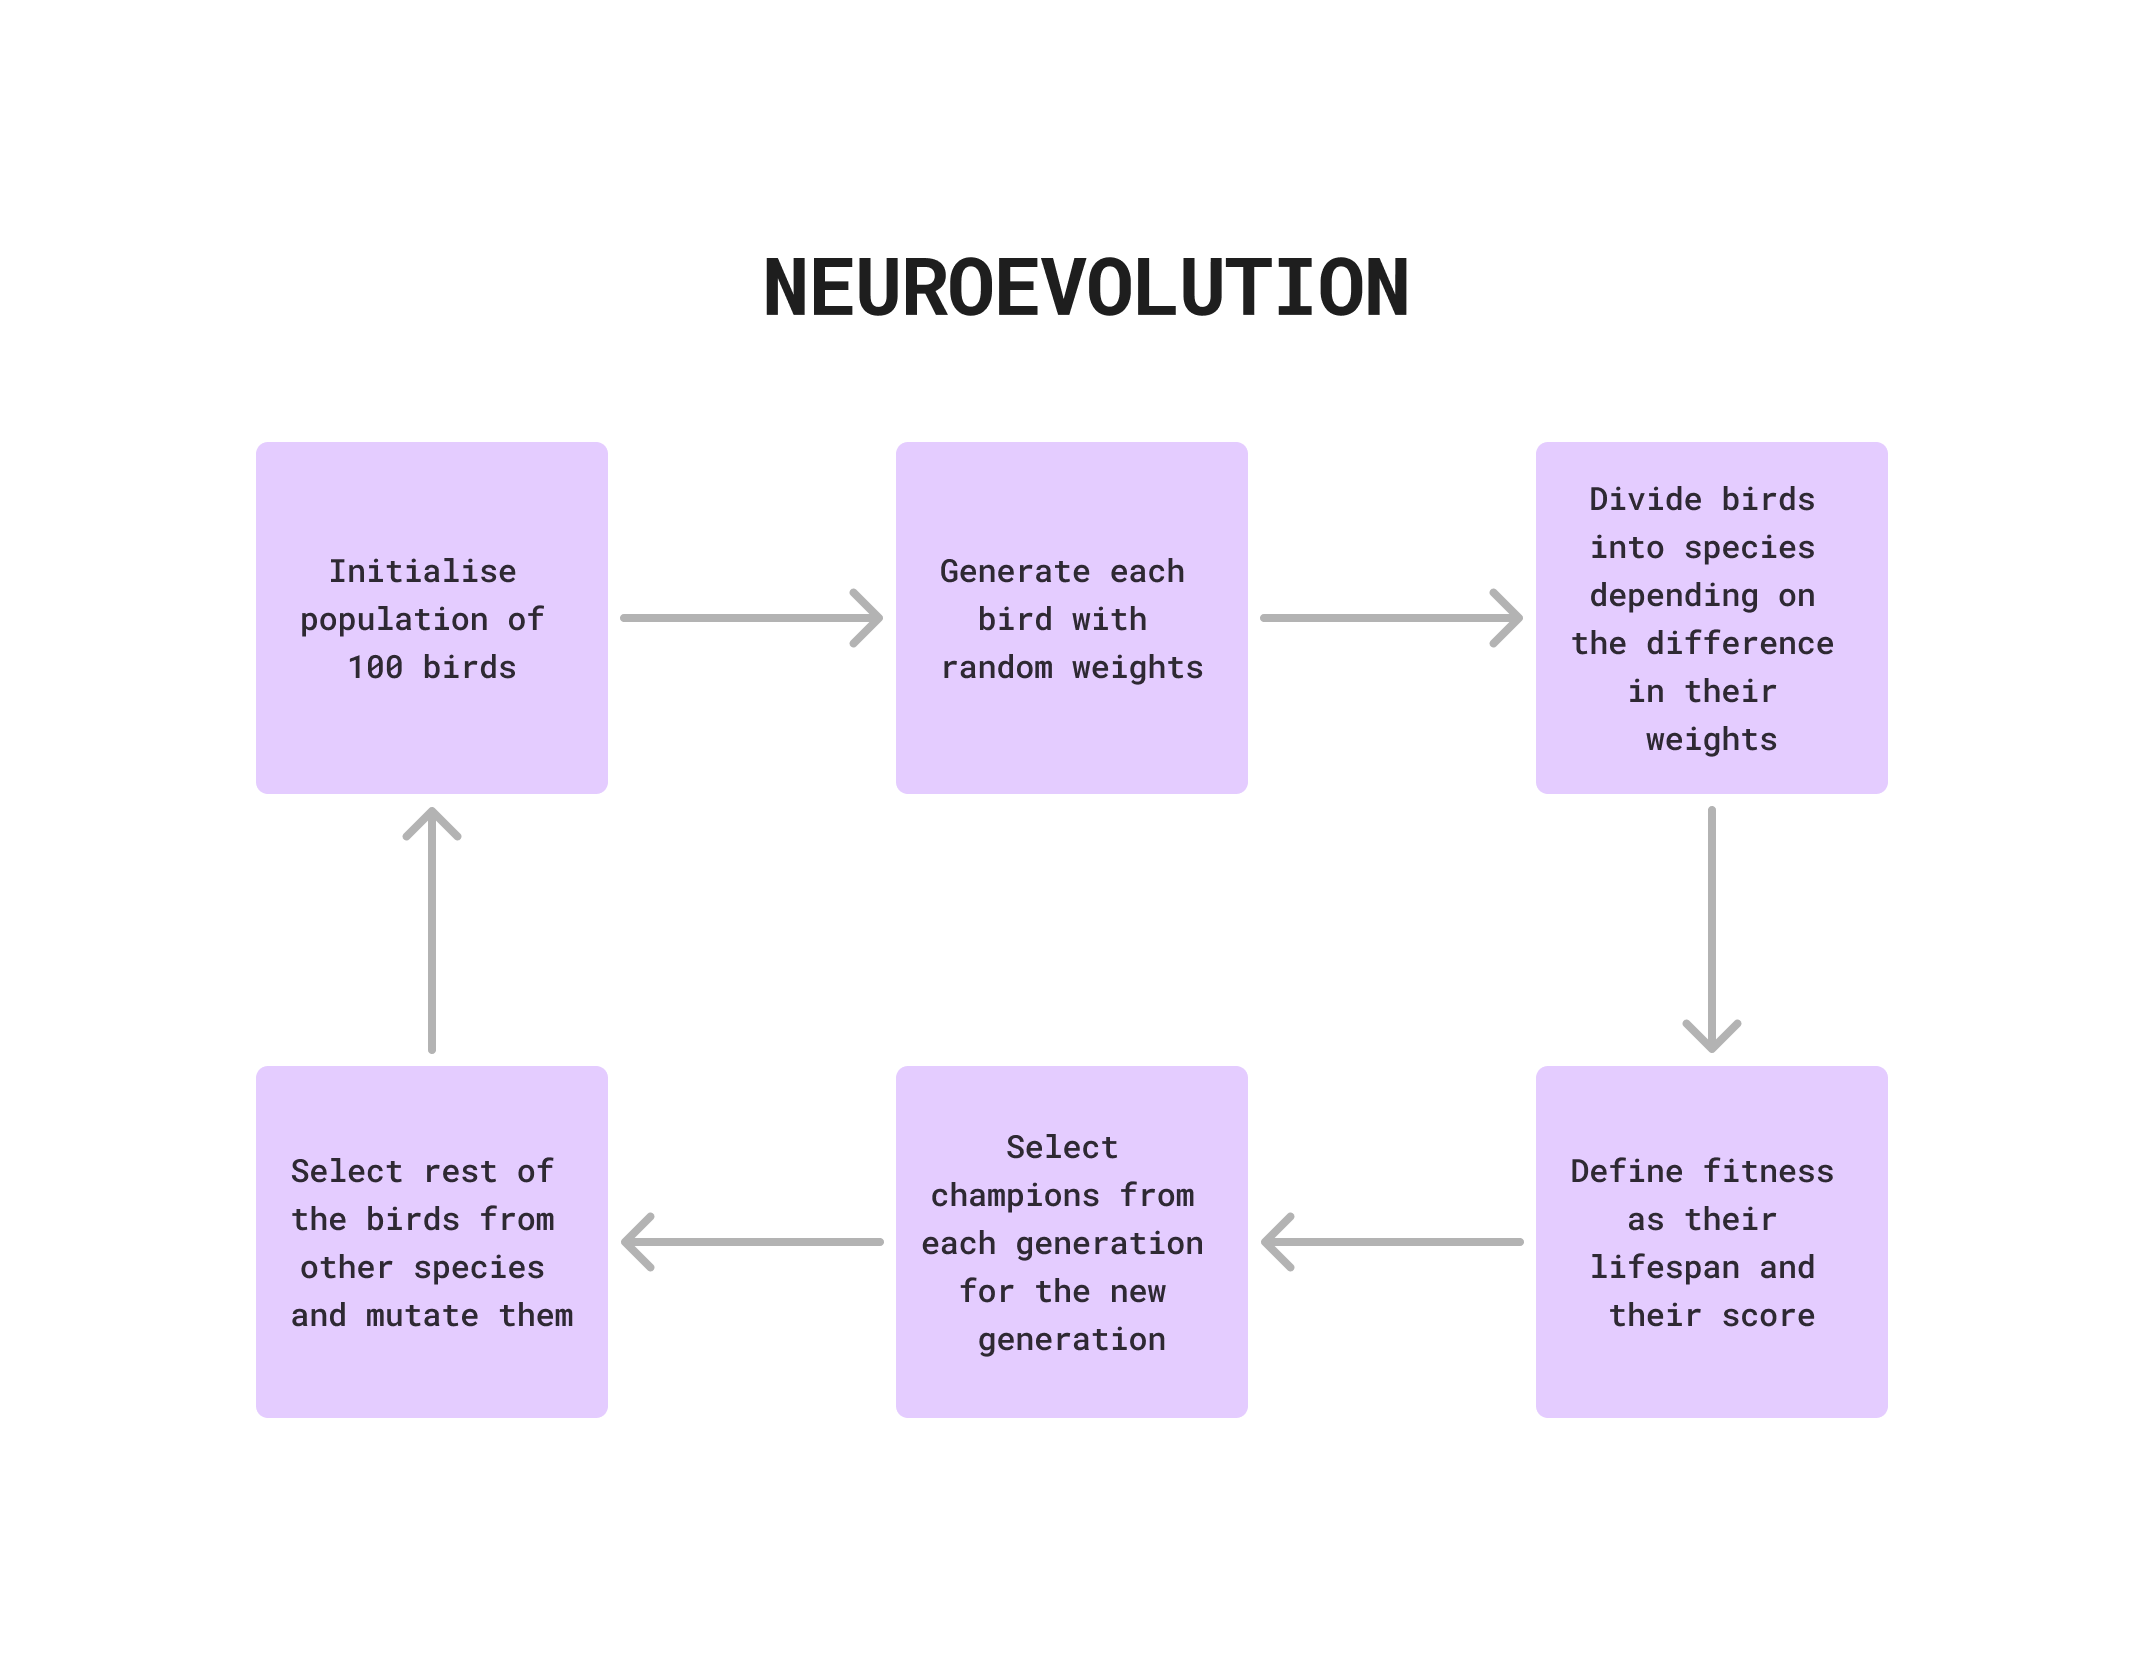 NEUROEVOLUTION
Initialise
population of
100 birds
Generate each
bird with
random weights
Divide birds
into species
depending on
the difference
in their
weights
Define fitness
as their
lifespan and
their score
Select
champions from
each generation
for the new
generation
Select rest of
the birds from
other species
and mutate them